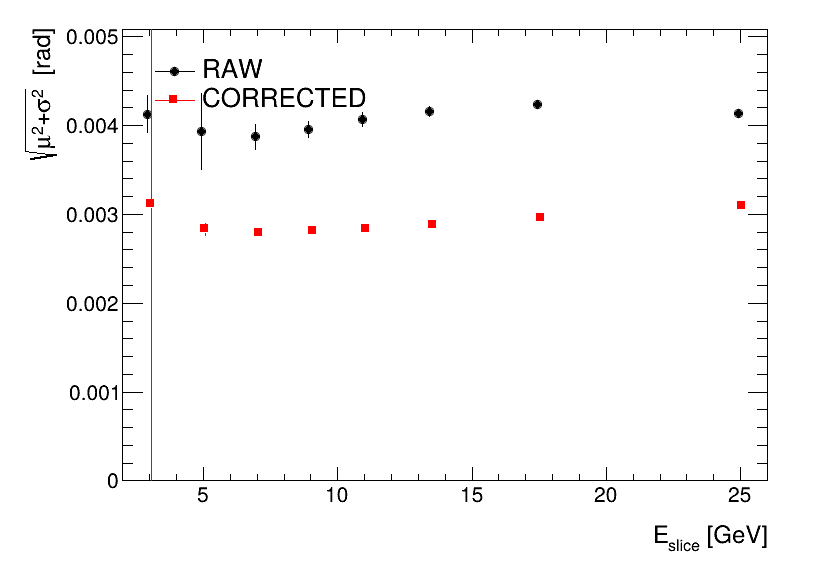 √μ²+σ² [rad]
0.005
0.004
0.003
0.002
0.001
0
RAW
CORRECTED
5 10 15 20 25
E_slice [GeV]